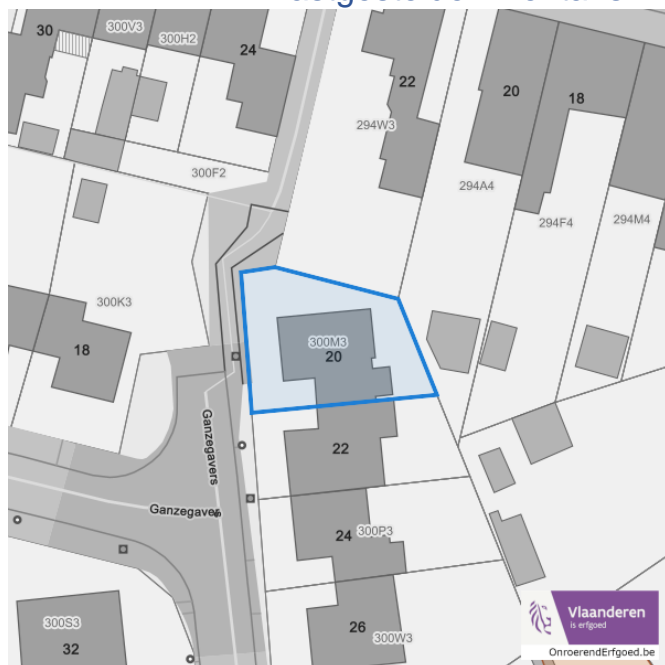 30
300V3
300H2
24
22
20
18
294W3
300F2
294A4
294F4
294M4
300K3
18
300M3
20
Ganzegavers
22
Ganzegavers
24
300P3
26
300W3
300S3
32
Vlaanderen
is erfgoed
OnroerendErfgoed.be